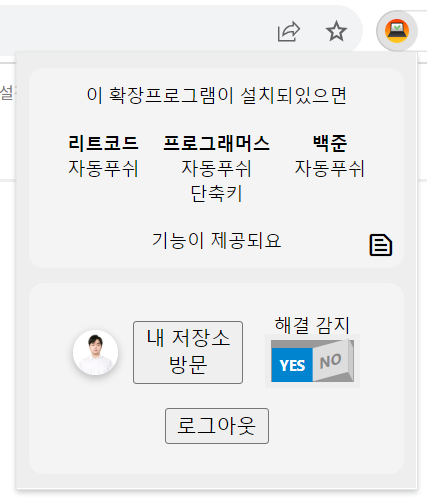 설
이 확장프로그램이 설치되있으면
리트코드 프로그래머스 백준
자동푸쉬 자동푸쉬 자동푸쉬
단축키
기능이 제공되요
내 저장소
방문
해결 감지
YES NO
로그아웃